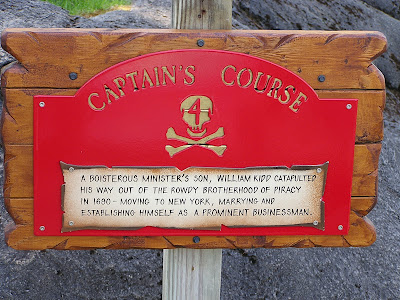 CAPTAIN'S COURSE
4
A BOISTEROUS MINISTER'S SON, WILLIAM KIDD CATAPULTED
HIS WAY OUT OF THE ROWDY BROTHERHOOD OF PIRACY
IN 1690 - MOVING TO NEW YORK, MARRYING AND
ESTABLISHING HIMSELF AS A PROMINENT BUSINESSMAN.